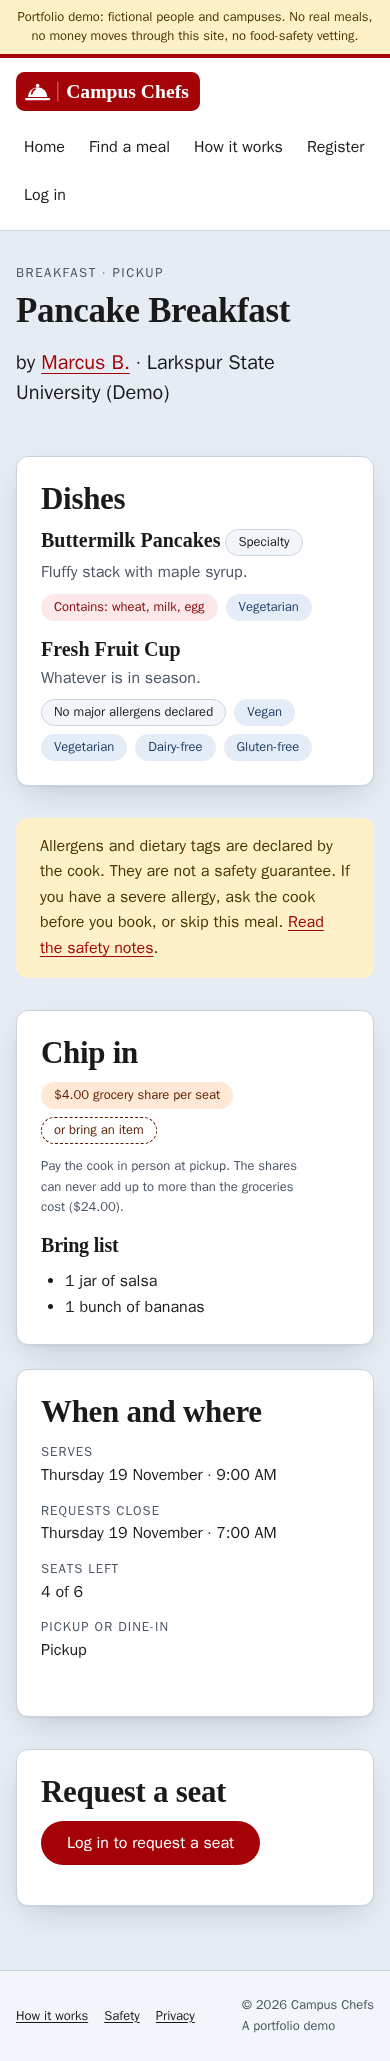 Portfolio demo: fictional people and campuses. No real meals,
no money moves through this site, no food-safety vetting.
Campus Chefs
Home Find a meal How it works Register
Log in
BREAKFAST · PICKUP
Pancake Breakfast
by Marcus B. · Larkspur State
University (Demo)
Dishes
Buttermilk Pancakes Specialty
Fluffy stack with maple syrup.
Contains: wheat, milk, egg Vegetarian
Fresh Fruit Cup
Whatever is in season.
No major allergens declared Vegan
Vegetarian Dairy-free Gluten-free
Allergens and dietary tags are declared by
the cook. They are not a safety guarantee. If
you have a severe allergy, ask the cook
before you book, or skip this meal. Read
the safety notes.
Chip in
$4.00 grocery share per seat
or bring an item
Pay the cook in person at pickup. The shares
can never add up to more than the groceries
cost ($24.00).
Bring list
• 1 jar of salsa
• 1 bunch of bananas
When and where
SERVES
Thursday 19 November · 9:00 AM
REQUESTS CLOSE
Thursday 19 November · 7:00 AM
SEATS LEFT
4 of 6
PICKUP OR DINE-IN
Pickup
Request a seat
Log in to request a seat
How it works Safety Privacy
© 2026 Campus Chefs
A portfolio demo